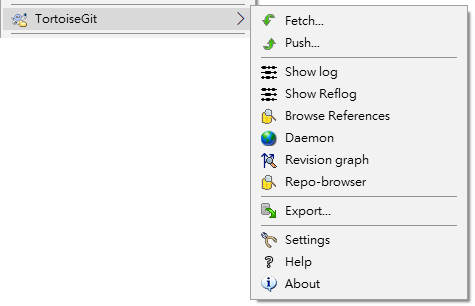 TortoiseGit
Fetch...
Push...
Show log
Show Reflog
Browse References
Daemon
Revision graph
Repo-browser
Export...
Settings
Help
About